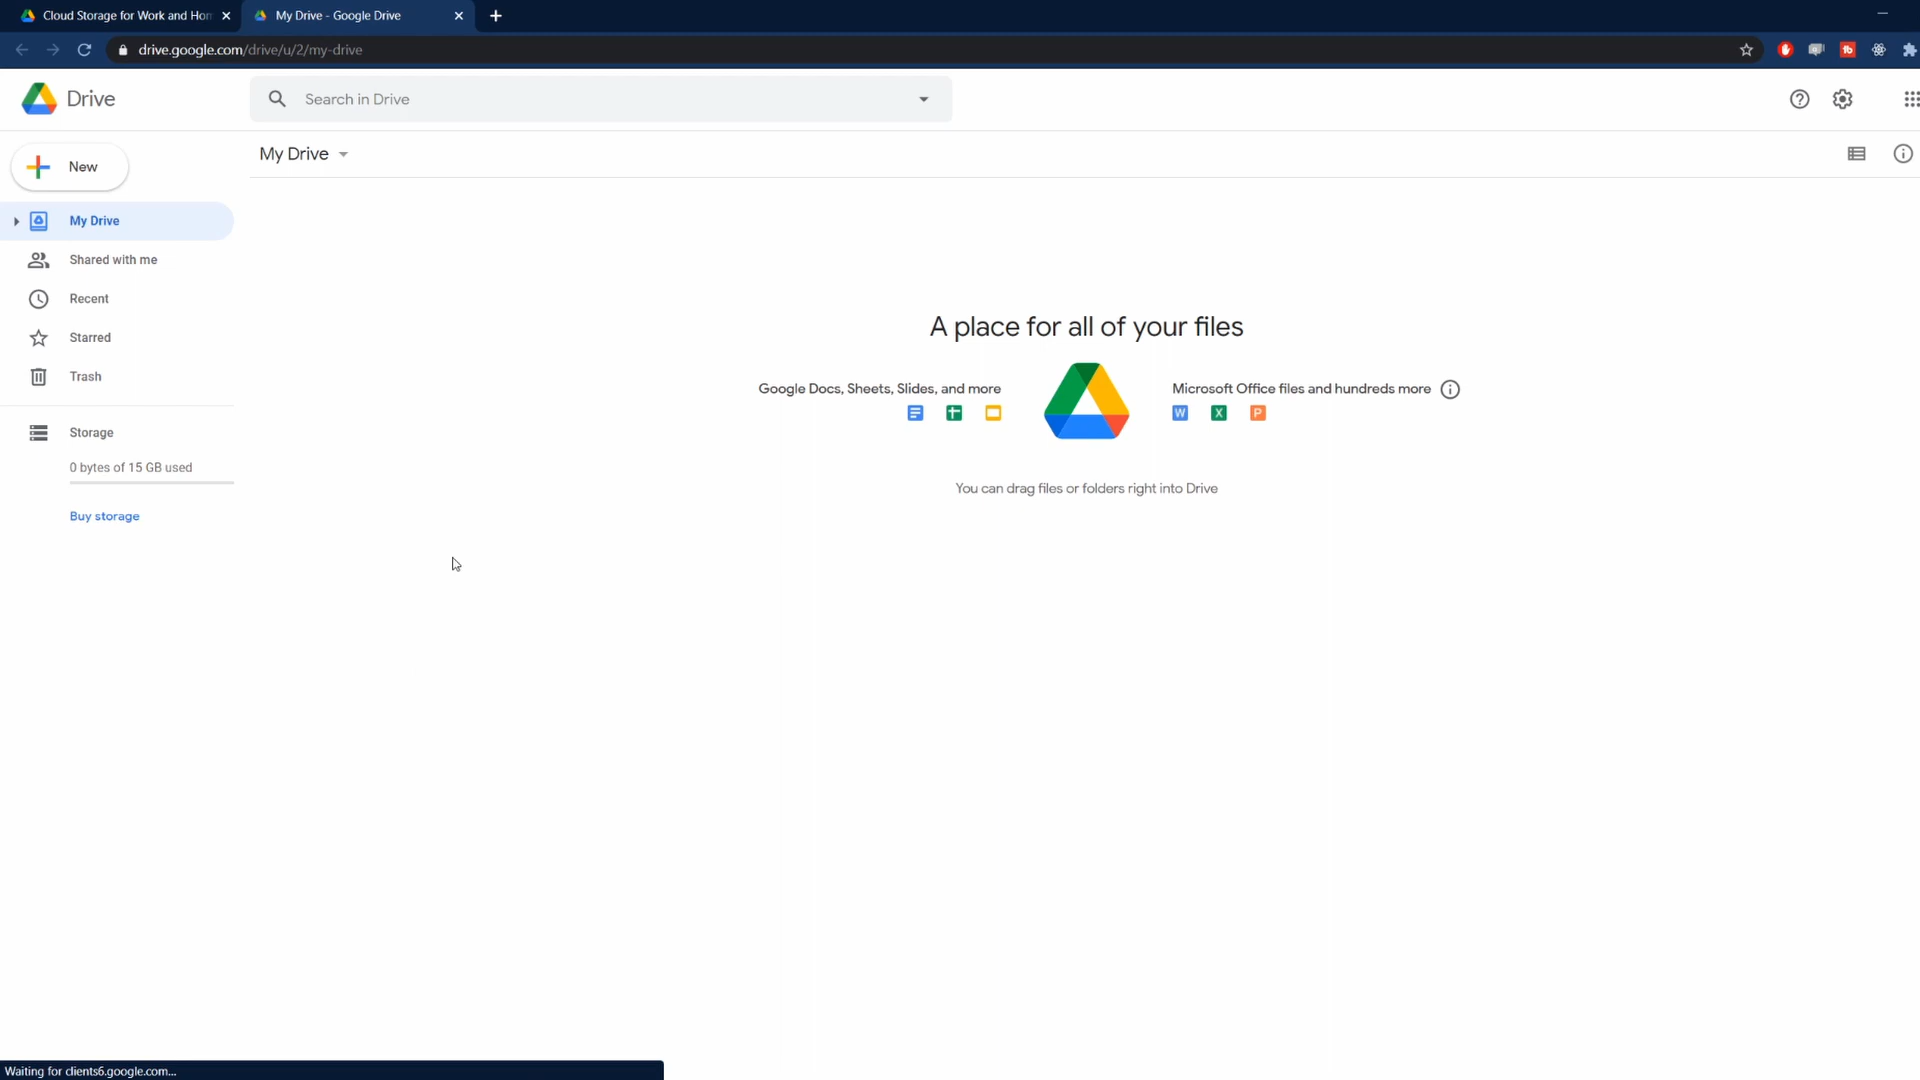 Cloud Storage for Work and Hom
My Drive - Google Drive
drive.google.com/drive/u/2/my-drive
Drive
Search in Drive
New
My Drive
My Drive
Shared with me
Recent
Starred
Trash
Storage
0 bytes of 15 GB used
Buy storage
A place for all of your files
Google Docs, Sheets, Slides, and more
Microsoft Office files and hundreds more
W X P
You can drag files or folders right into Drive
Waiting for clients6.google.com...